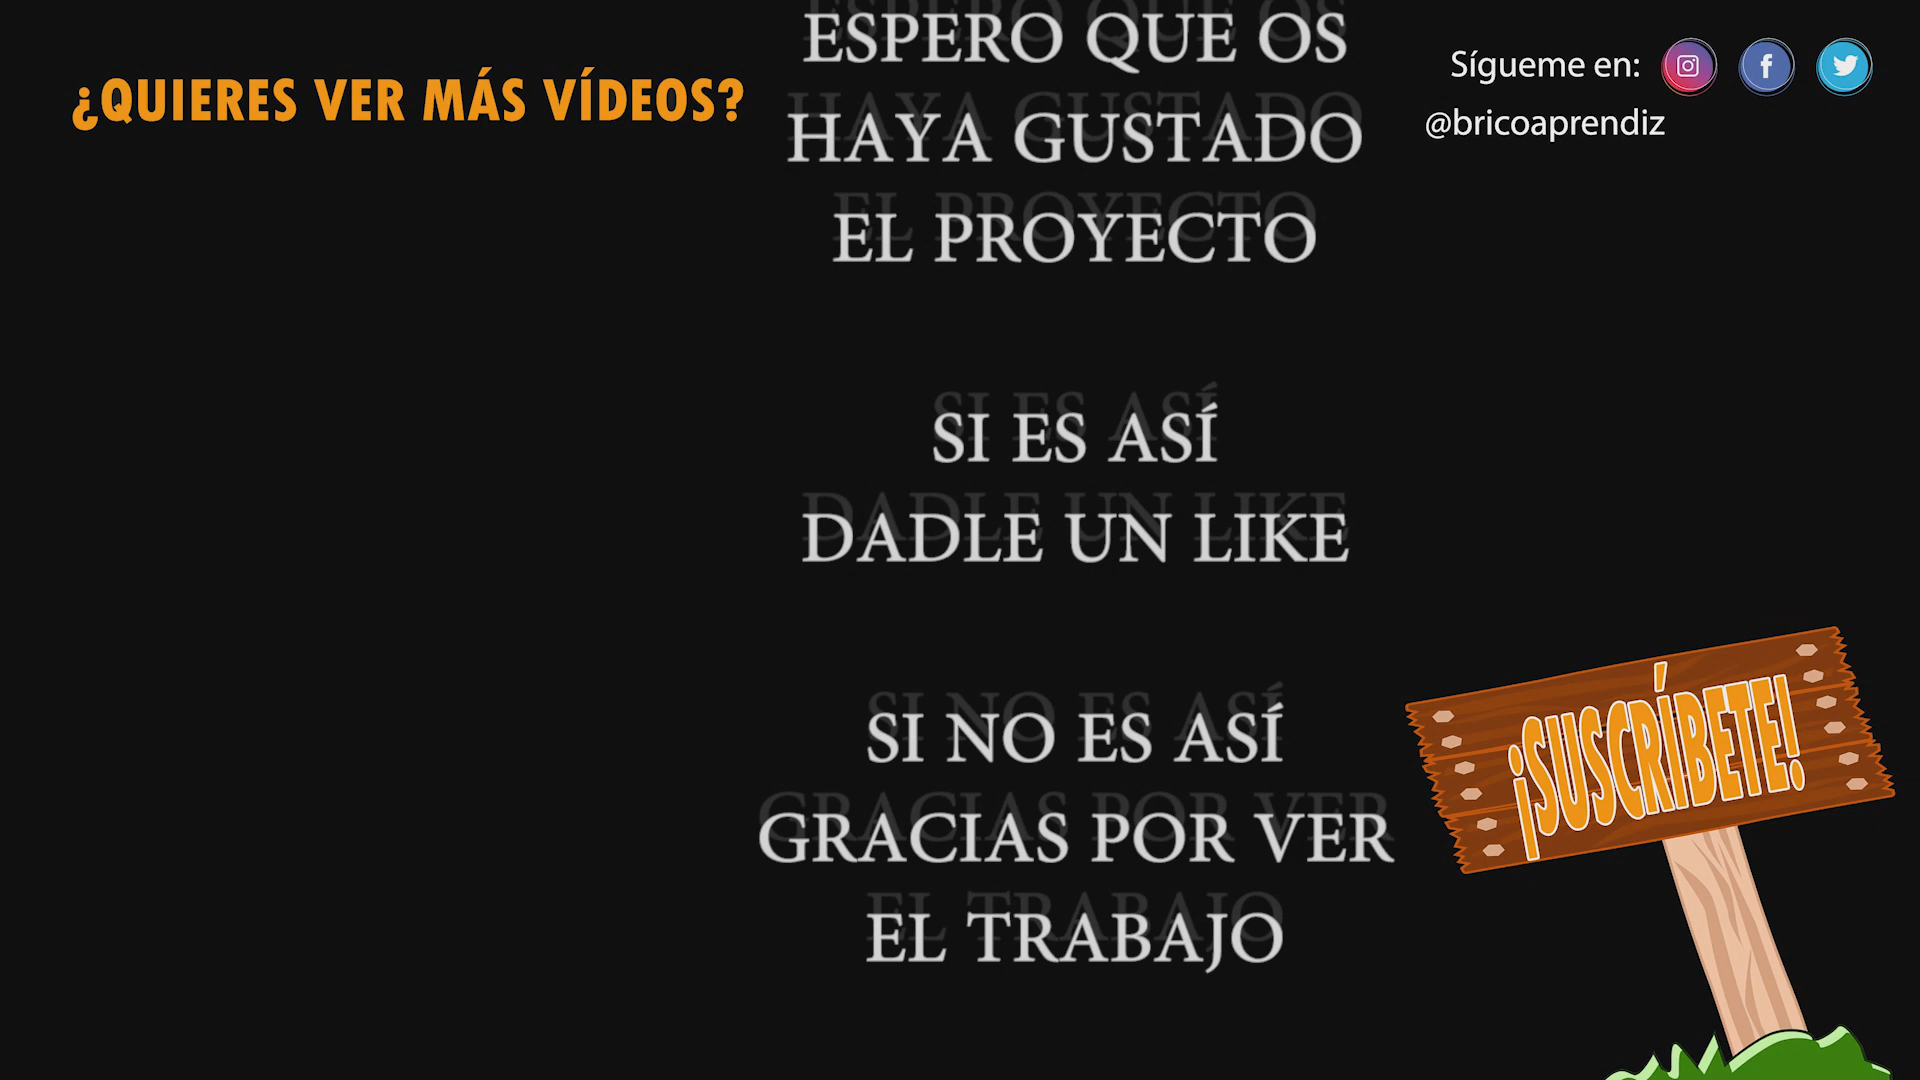 ¿QUIERES VER MÁS VÍDEOS?
ESPERO QUE OS
HAYA GUSTADO
EL PROYECTO
SI ES ASÍ
DADLE UN LIKE
SI NO ES ASÍ
GRACIAS POR VER
EL TRABAJO
Sígueme en:
@bricoaprendiz
¡SUSCRÍBETE!